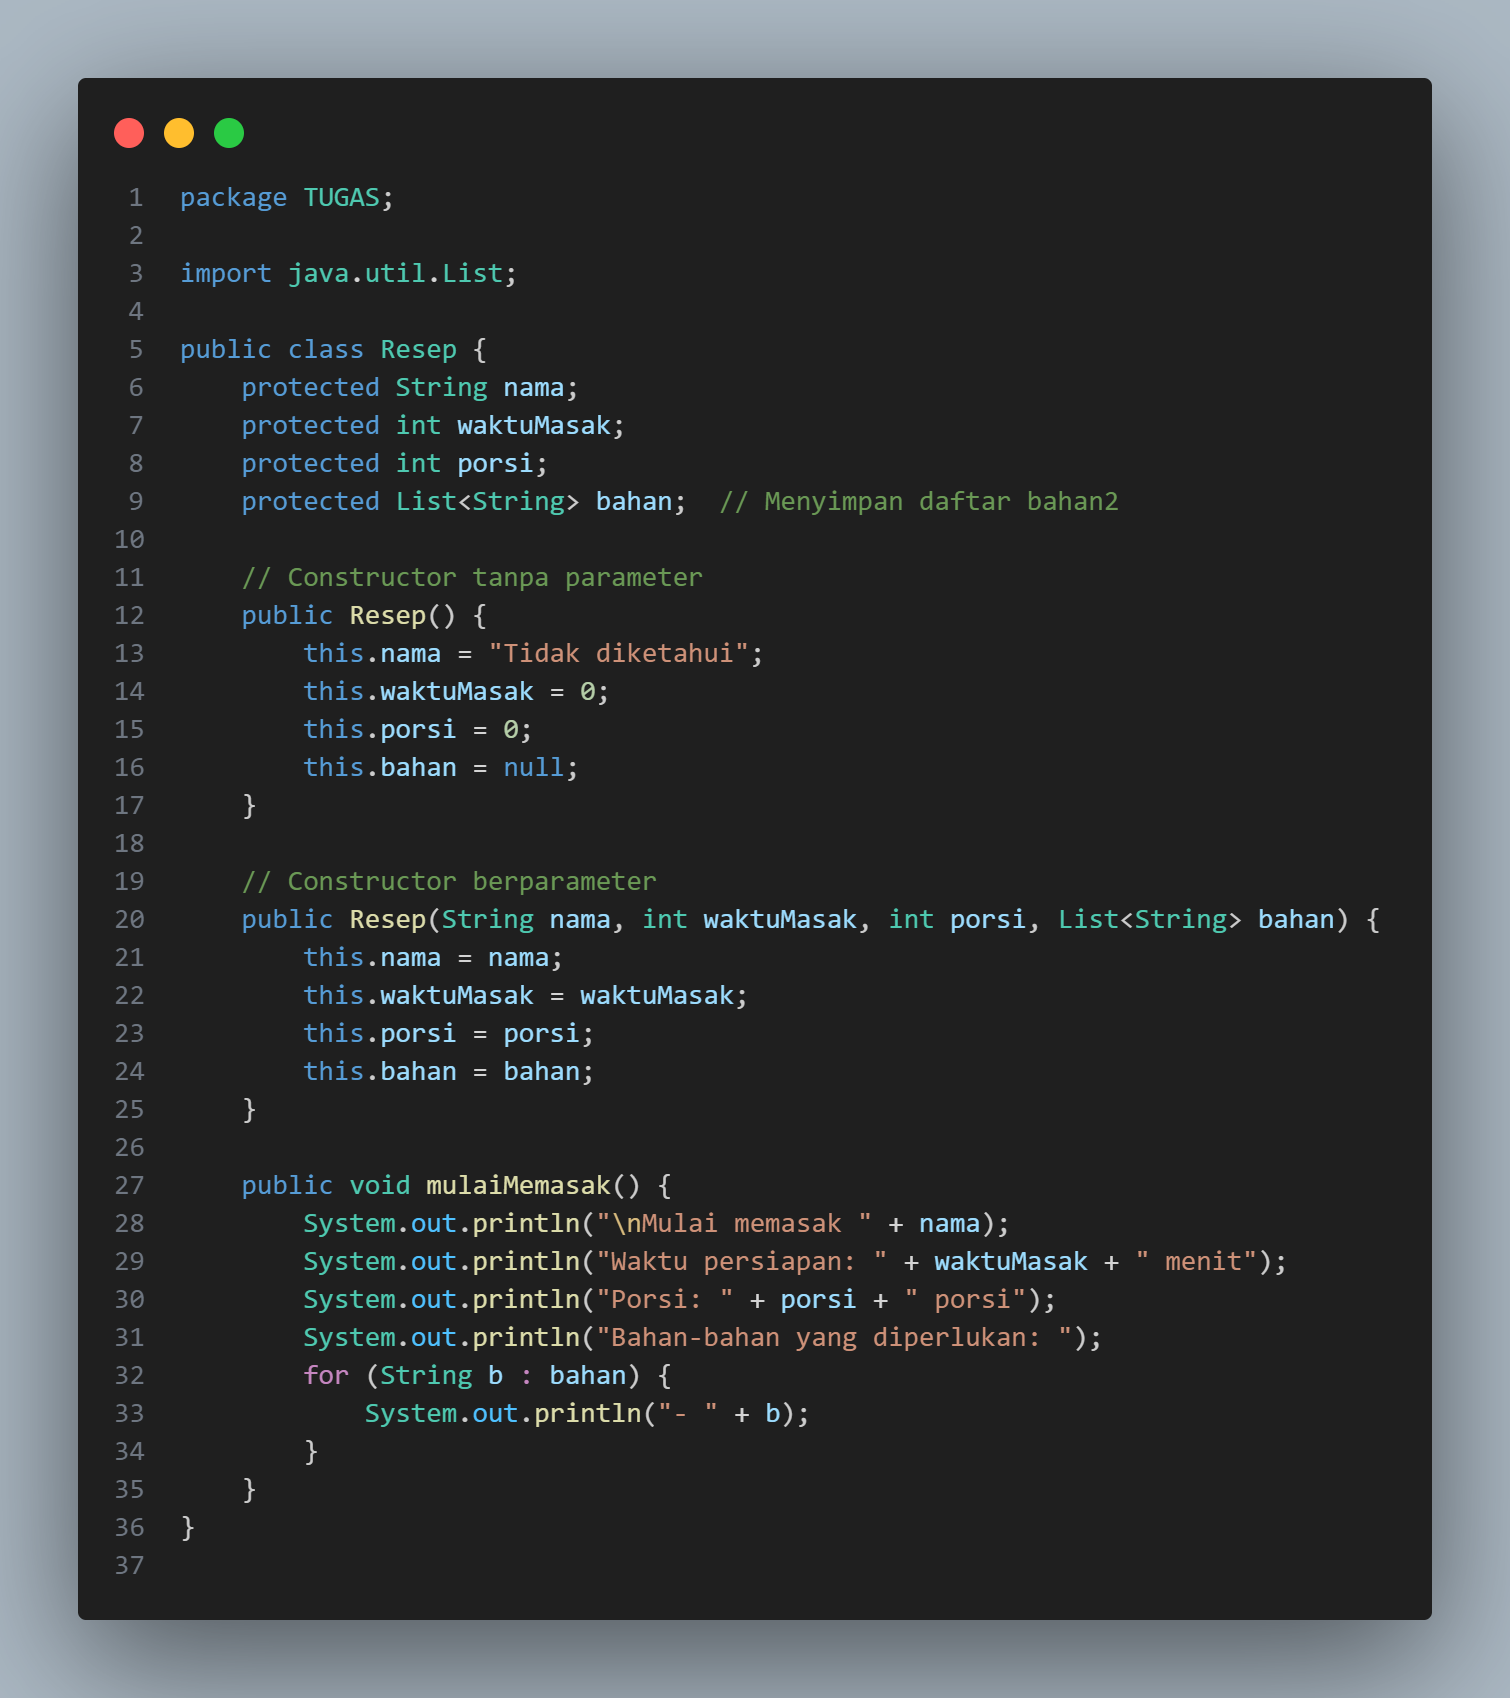 1 package TUGAS;
2
3 import java.util.List;
4
5 public class Resep {
6     protected String nama;
7     protected int waktuMasak;
8     protected int porsi;
9     protected List<String> bahan;  // Menyimpan daftar bahan2
10
11     // Constructor tanpa parameter
12     public Resep() {
13         this.nama = "Tidak diketahui";
14         this.waktuMasak = 0;
15         this.porsi = 0;
16         this.bahan = null;
17     }
18
19     // Constructor berparameter
20     public Resep(String nama, int waktuMasak, int porsi, List<String> bahan) {
21         this.nama = nama;
22         this.waktuMasak = waktuMasak;
23         this.porsi = porsi;
24         this.bahan = bahan;
25     }
26
27     public void mulaiMemasak() {
28         System.out.println("\nMulai memasak " + nama);
29         System.out.println("Waktu persiapan: " + waktuMasak + " menit");
30         System.out.println("Porsi: " + porsi + " porsi");
31         System.out.println("Bahan-bahan yang diperlukan: ");
32         for (String b : bahan) {
33             System.out.println("- " + b);
34         }
35     }
36 }
37